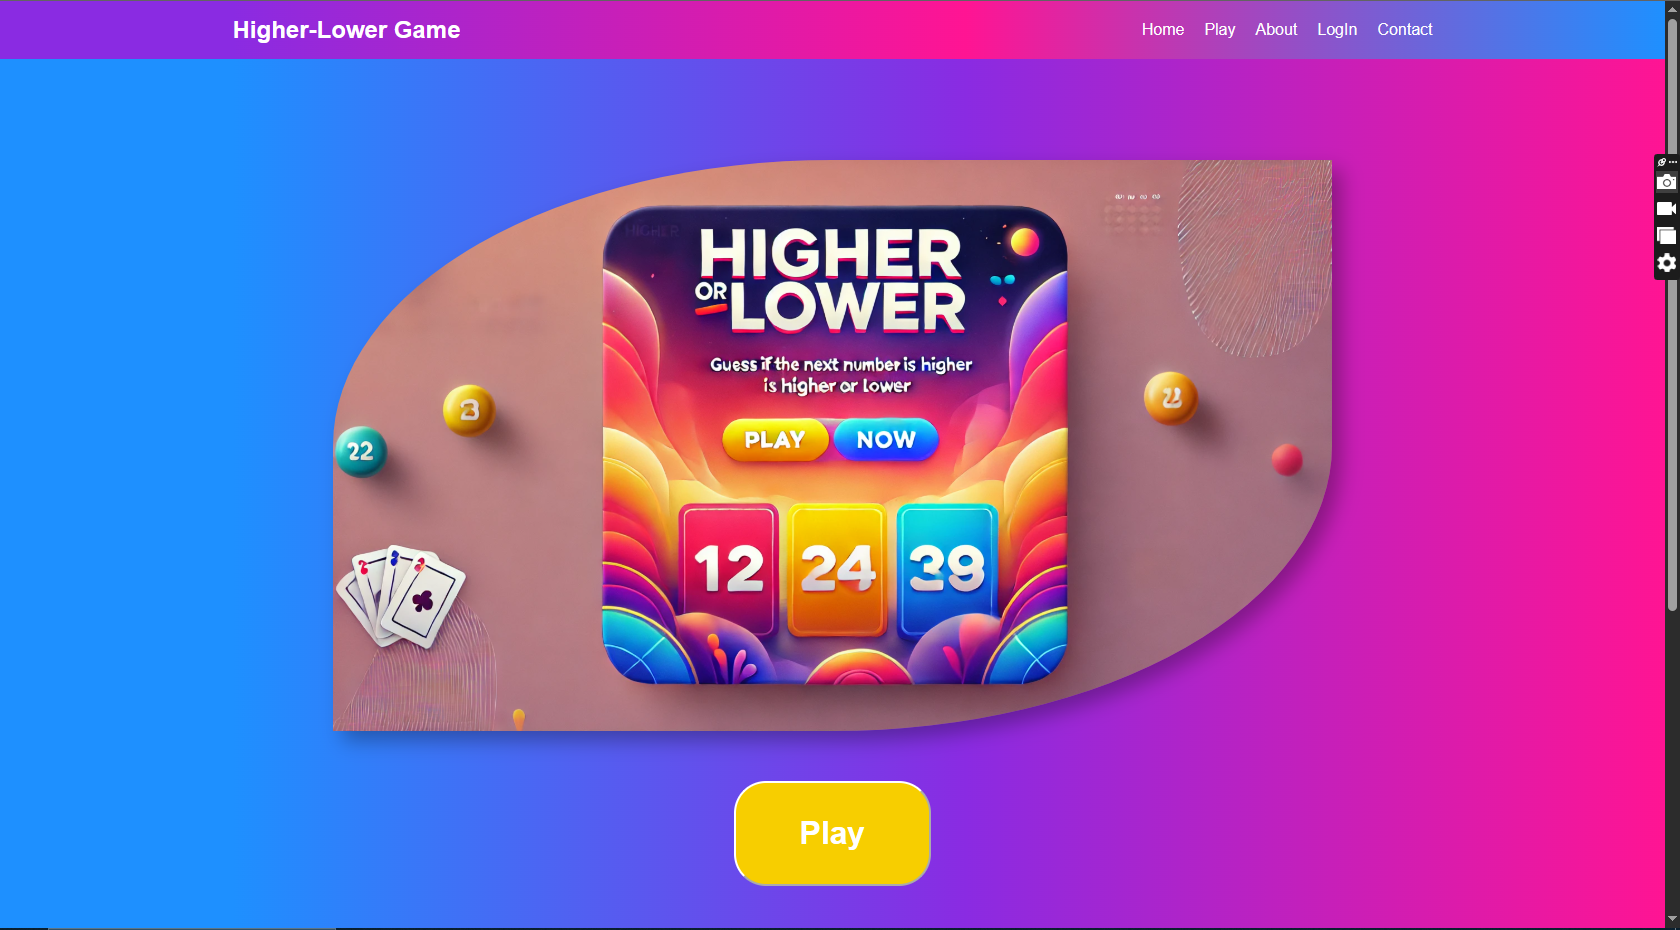 Higher-Lower Game
Home Play About LogIn Contact
HIGHER
HIGHER
OR LOWER
Guess if the next number is higher
is higher or lower
PLAY NOW
3
22
12 24 39
Play